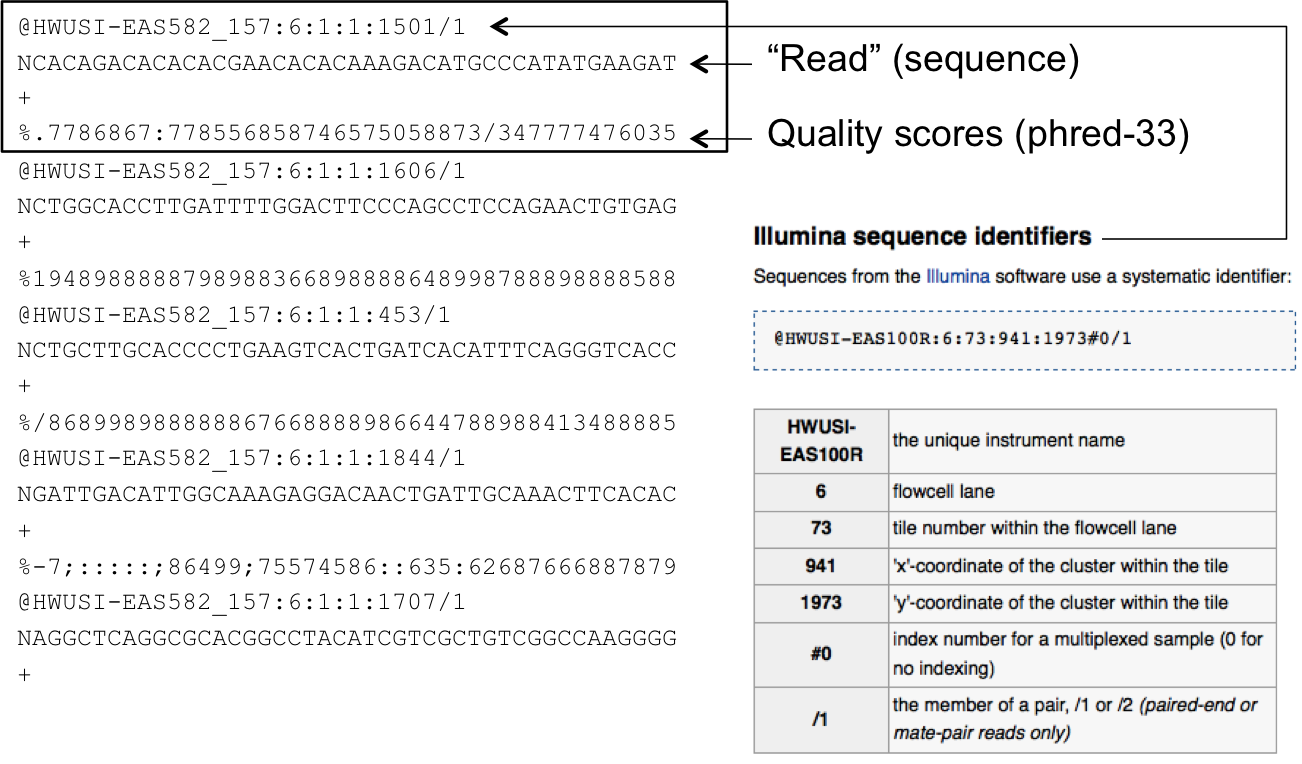 @HWUSI-EAS582_157:6:1:1:1501/1
NCACAGACACACACGAACACACAAAGACATGCCCATATGAAGAT
+
%.7786867:778556858746575058873/347777476035
@HWUSI-EAS582_157:6:1:1:1606/1
NCTGGCACCTTGATTTTGGACTTCCCAGCCTCCAGAACTGTGAG
+
%1948988888798988366898888648998788898888588
@HWUSI-EAS582_157:6:1:1:453/1
NCTGCTTGCACCCCTGAAGTCACTGATCACATTTCAGGGTCACC
+
%/868998988888886766888898664478898841348885
@HWUSI-EAS582_157:6:1:1:1844/1
NGATTGACATTGGCAAAGAGGACAACTGATTGCAAACTTCACAC
+
%-7;:::::;86499;75574586::635:62687666887879
@HWUSI-EAS582_157:6:1:1:1707/1
NAGGCTCAGGCGCACGGCCTACATCGTCGCTGTCGGCCAAGGGG
+
“Read” (sequence)
Quality scores (phred-33)
Illumina sequence identifiers
Sequences from the Illumina software use a systematic identifier:
@HWUSI-EAS100R:6:73:941:1973#0/1
HWUSI-
EAS100R
the unique instrument name
6 flowcell lane
73 tile number within the flowcell lane
941 'x'-coordinate of the cluster within the tile
1973 'y'-coordinate of the cluster within the tile
#0 index number for a multiplexed sample (0 for
no indexing)
/1 the member of a pair, /1 or /2 (paired-end or
mate-pair reads only)